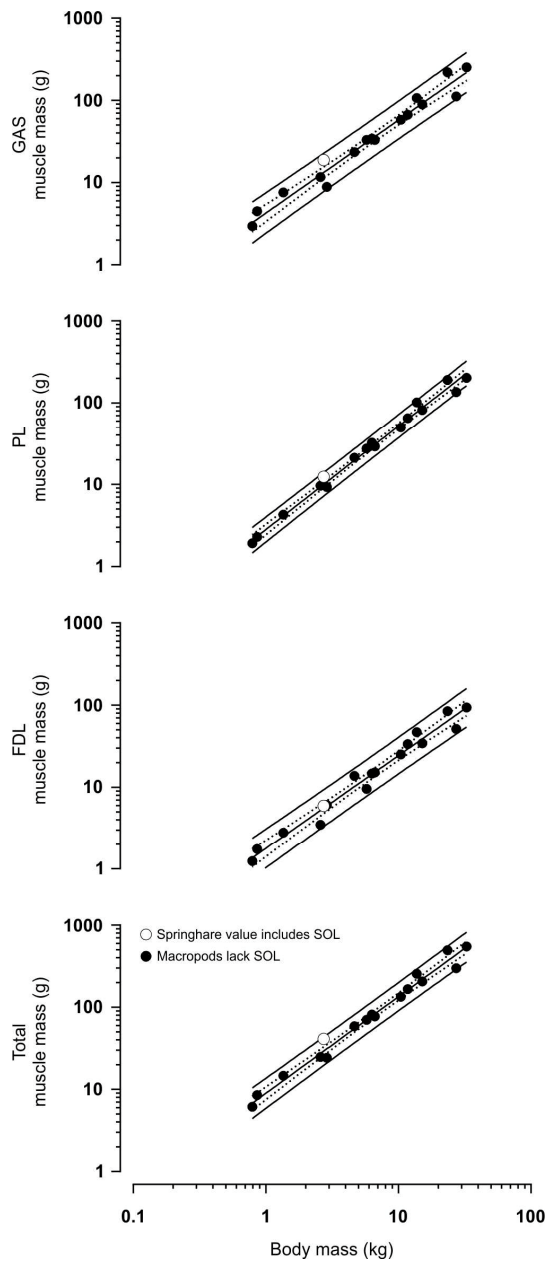 1000
100
10
1
GAS
muscle mass (g)
1000
100
10
1
PL
muscle mass (g)
1000
100
10
1
FDL
muscle mass (g)
1000
100
10
1
Total
muscle mass (g)
Springhare value includes SOL
Macropods lack SOL
0.1 1 10 100
Body mass (kg)